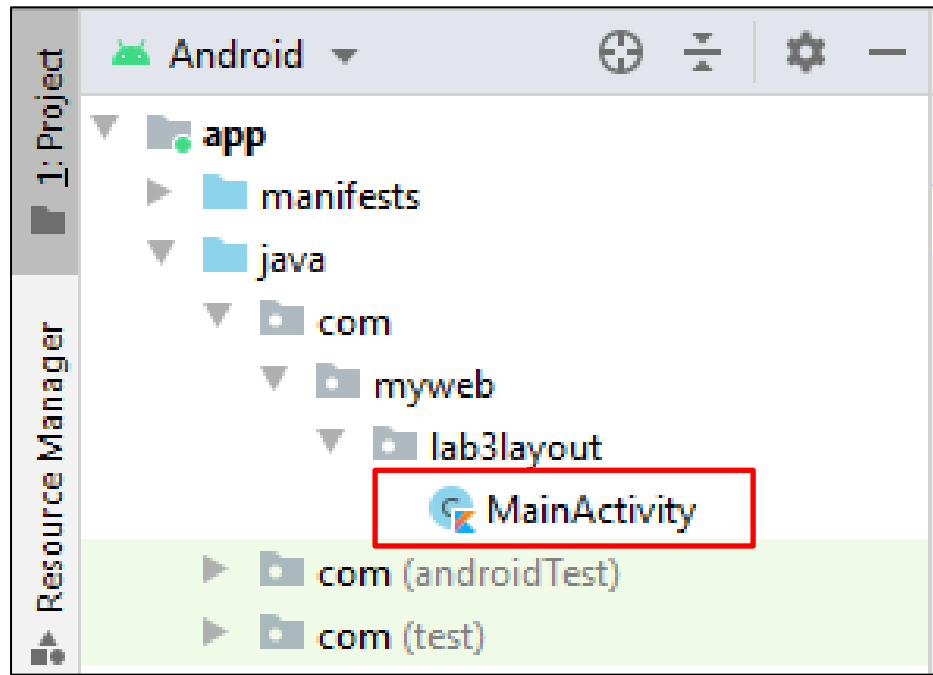 1: Project
Resource Manager
Android
app
manifests
java
com
myweb
lab3layout
MainActivity
com (androidTest)
com (test)